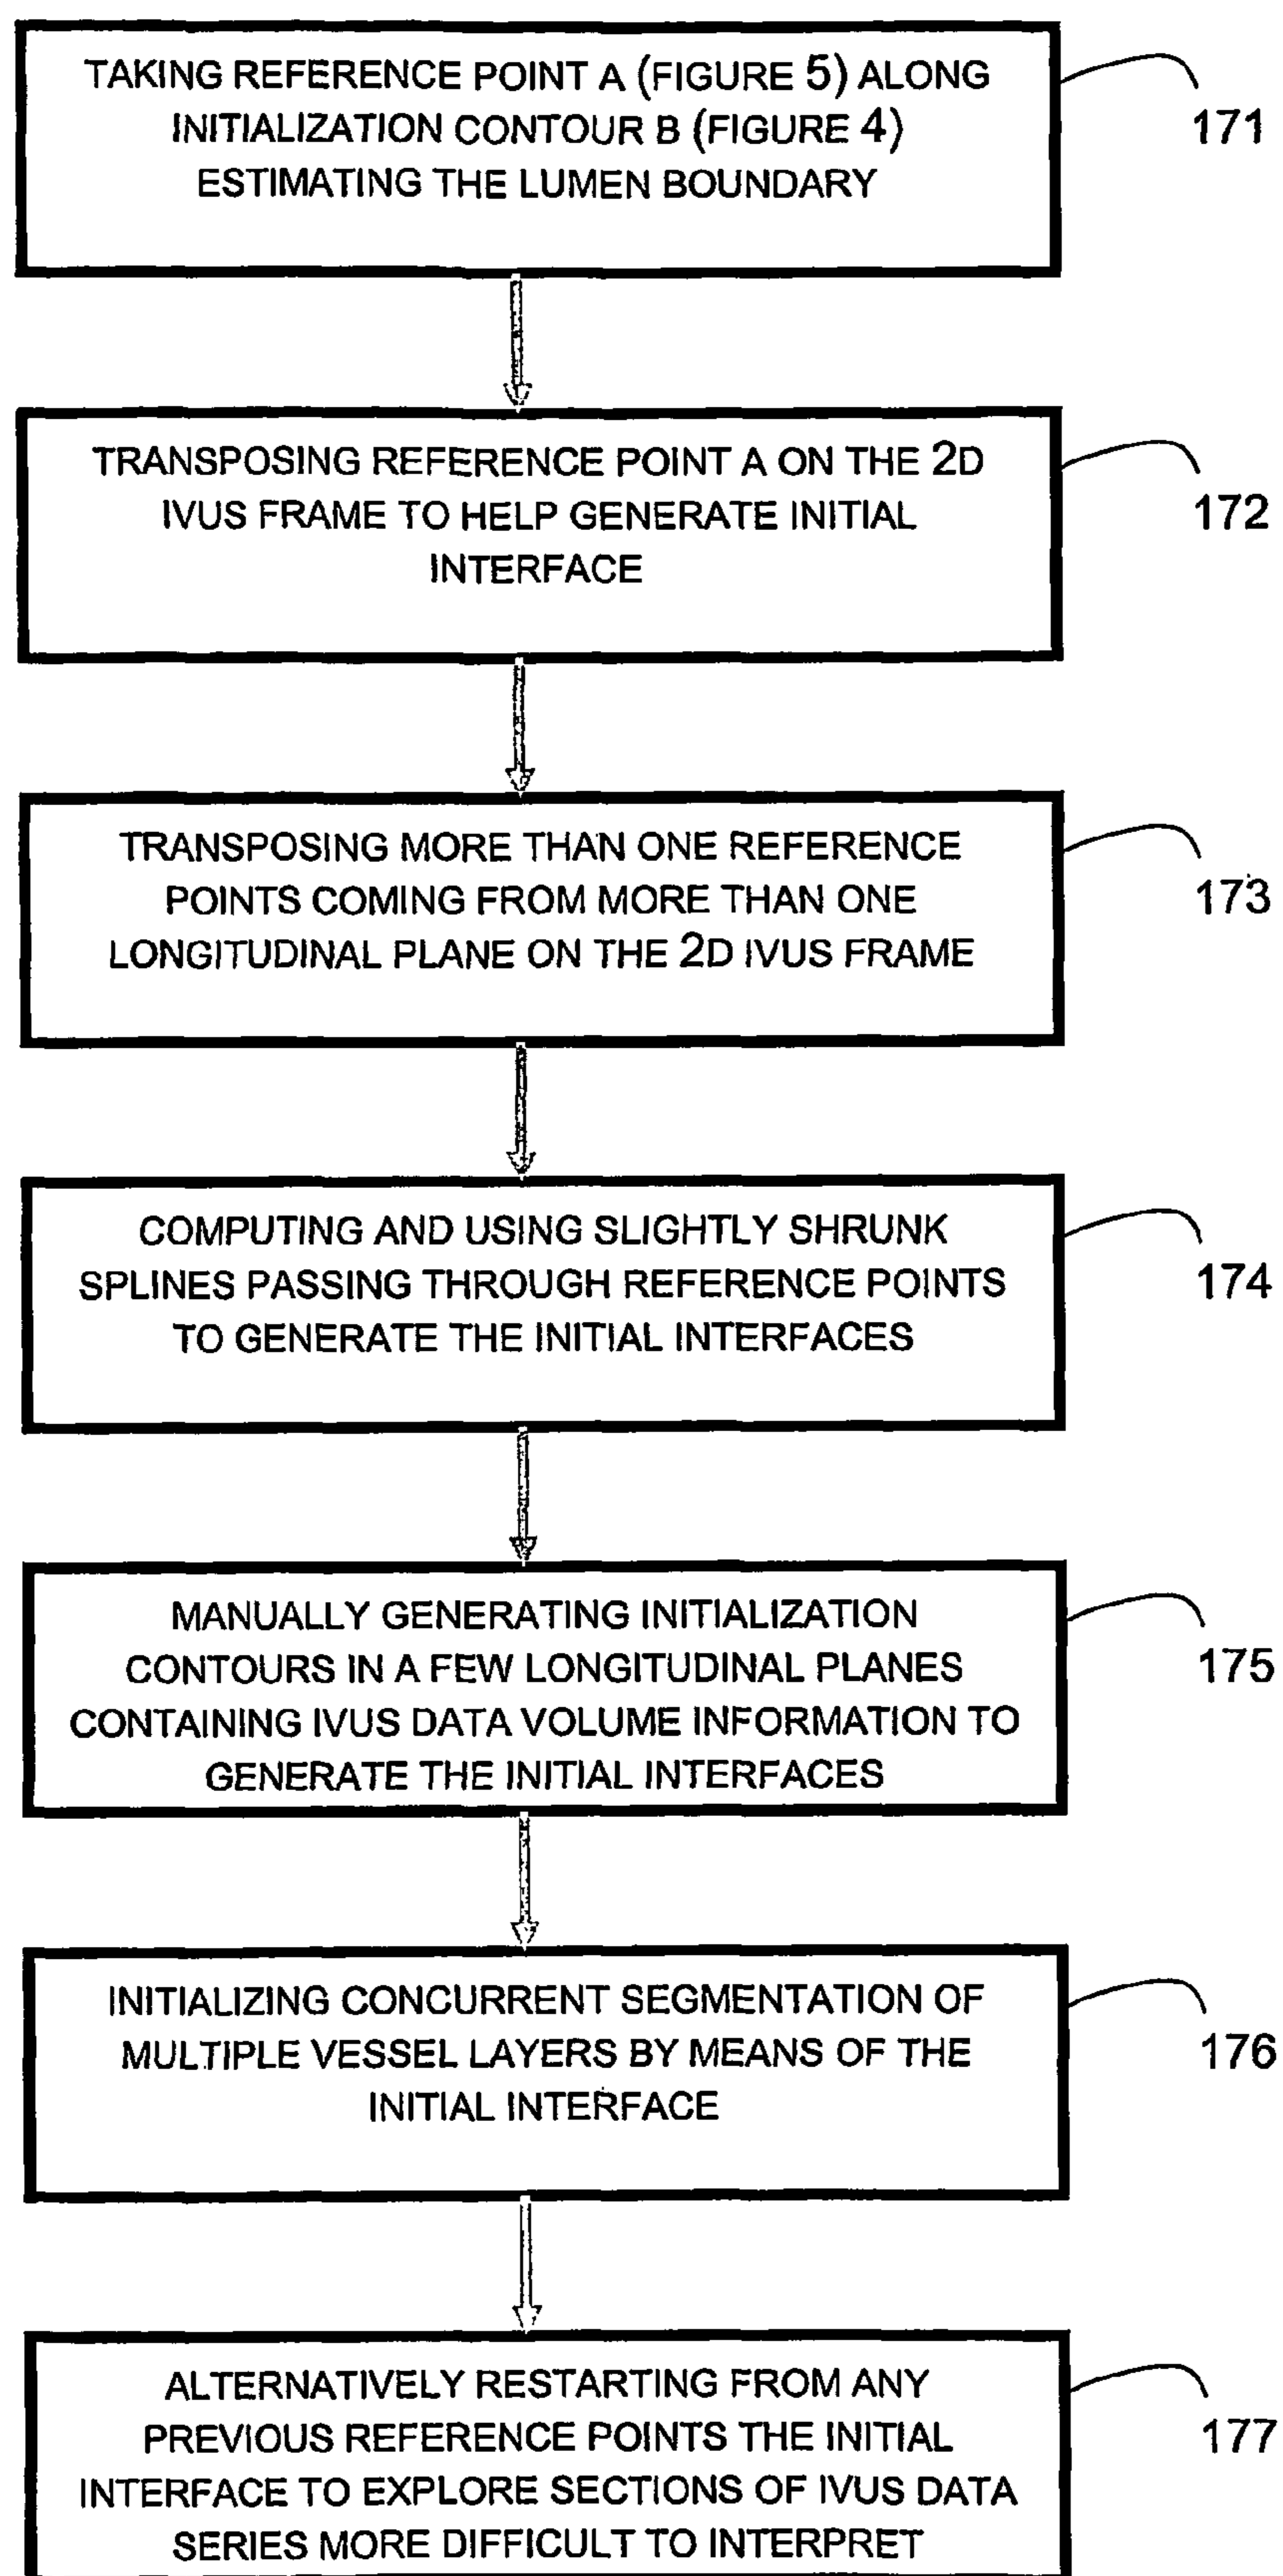 TAKING REFERENCE POINT A (FIGURE 5) ALONG
INITIALIZATION CONTOUR B (FIGURE 4)
ESTIMATING THE LUMEN BOUNDARY
171
TRANSPOSING REFERENCE POINT A ON THE 2D
IVUS FRAME TO HELP GENERATE INITIAL
INTERFACE
172
TRANSPOSING MORE THAN ONE REFERENCE
POINTS COMING FROM MORE THAN ONE
LONGITUDINAL PLANE ON THE 2D IVUS FRAME
173
COMPUTING AND USING SLIGHTLY SHRUNK
SPLINES PASSING THROUGH REFERENCE POINTS
TO GENERATE THE INITIAL INTERFACES
174
MANUALLY GENERATING INITIALIZATION
CONTOURS IN A FEW LONGITUDINAL PLANES
CONTAINING IVUS DATA VOLUME INFORMATION TO
GENERATE THE INITIAL INTERFACES
175
INITIALIZING CONCURRENT SEGMENTATION OF
MULTIPLE VESSEL LAYERS BY MEANS OF THE
INITIAL INTERFACE
176
ALTERNATIVELY RESTARTING FROM ANY
PREVIOUS REFERENCE POINTS THE INITIAL
INTERFACE TO EXPLORE SECTIONS OF IVUS DATA
SERIES MORE DIFFICULT TO INTERPRET
177